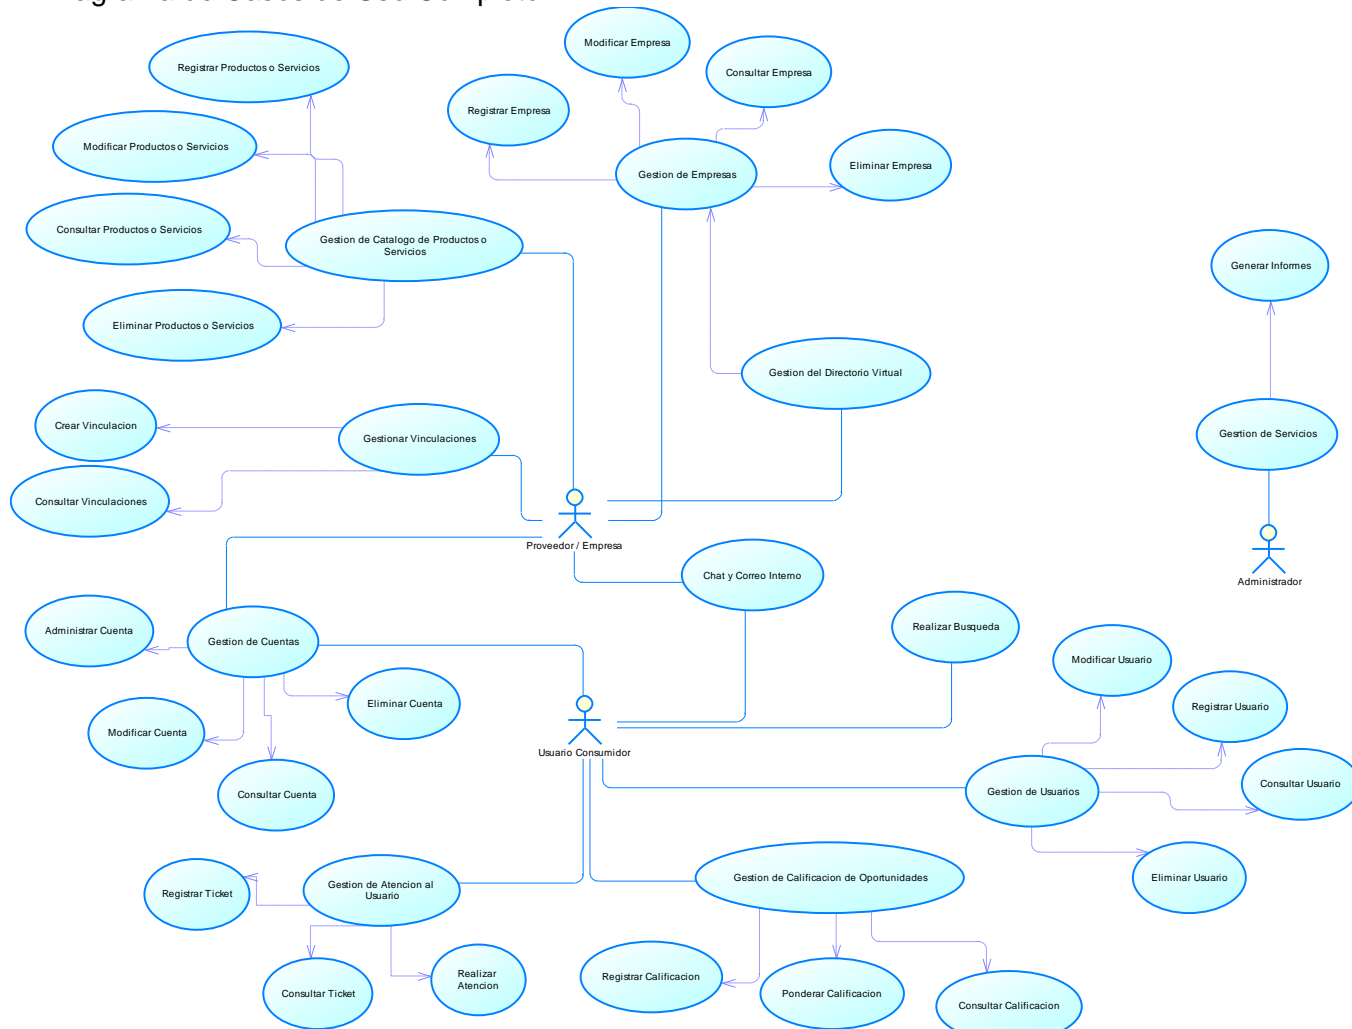 Modificar Empresa
Registrar Productos o Servicios
Consultar Empresa
Registrar Empresa
Modificar Productos o Servicios
Eliminar Empresa
Gestion de Empresas
Consultar Productos o Servicios
Gestion de Catalogo de Productos o
Servicios
Generar Informes
Eliminar Productos o Servicios
Gestion del Directorio Virtual
Crear Vinculacion
Gestionar Vinculaciones
Gesrtion de Servicios
Consultar Vinculaciones
Proveedor / Empresa
Chat y Correo Interno
Administrador
Administrar Cuenta
Gestion de Cuentas
Realizar Busqueda
Modificar Usuario
Eliminar Cuenta
Registrar Usuario
Modificar Cuenta
Usuario Consumidor
Consultar Cuenta
Gestion de Usuarios
Consultar Usuario
Registrar Ticket
Gestion de Atencion al
Usuario
Gestion de Calificacion de Oportunidades
Eliminar Usuario
Consultar Ticket
Realizar
Atencion
Registrar Calificacion
Ponderar Calificacion
Consultar Calificacion